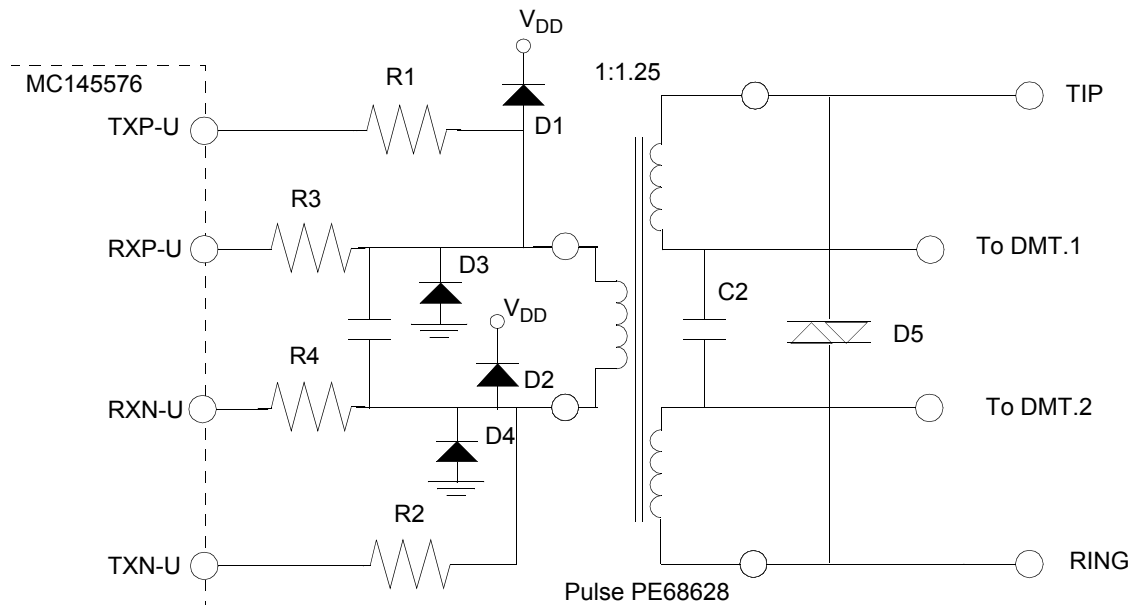 VDD
MC145576
R1
1:1.25
TIP
TXP-U
D1
R3
RXP-U
To DMT.1
D3
C2
VDD
D5
R4
D2
RXN-U
To DMT.2
D4
R2
TXN-U
RING
Pulse PE68628